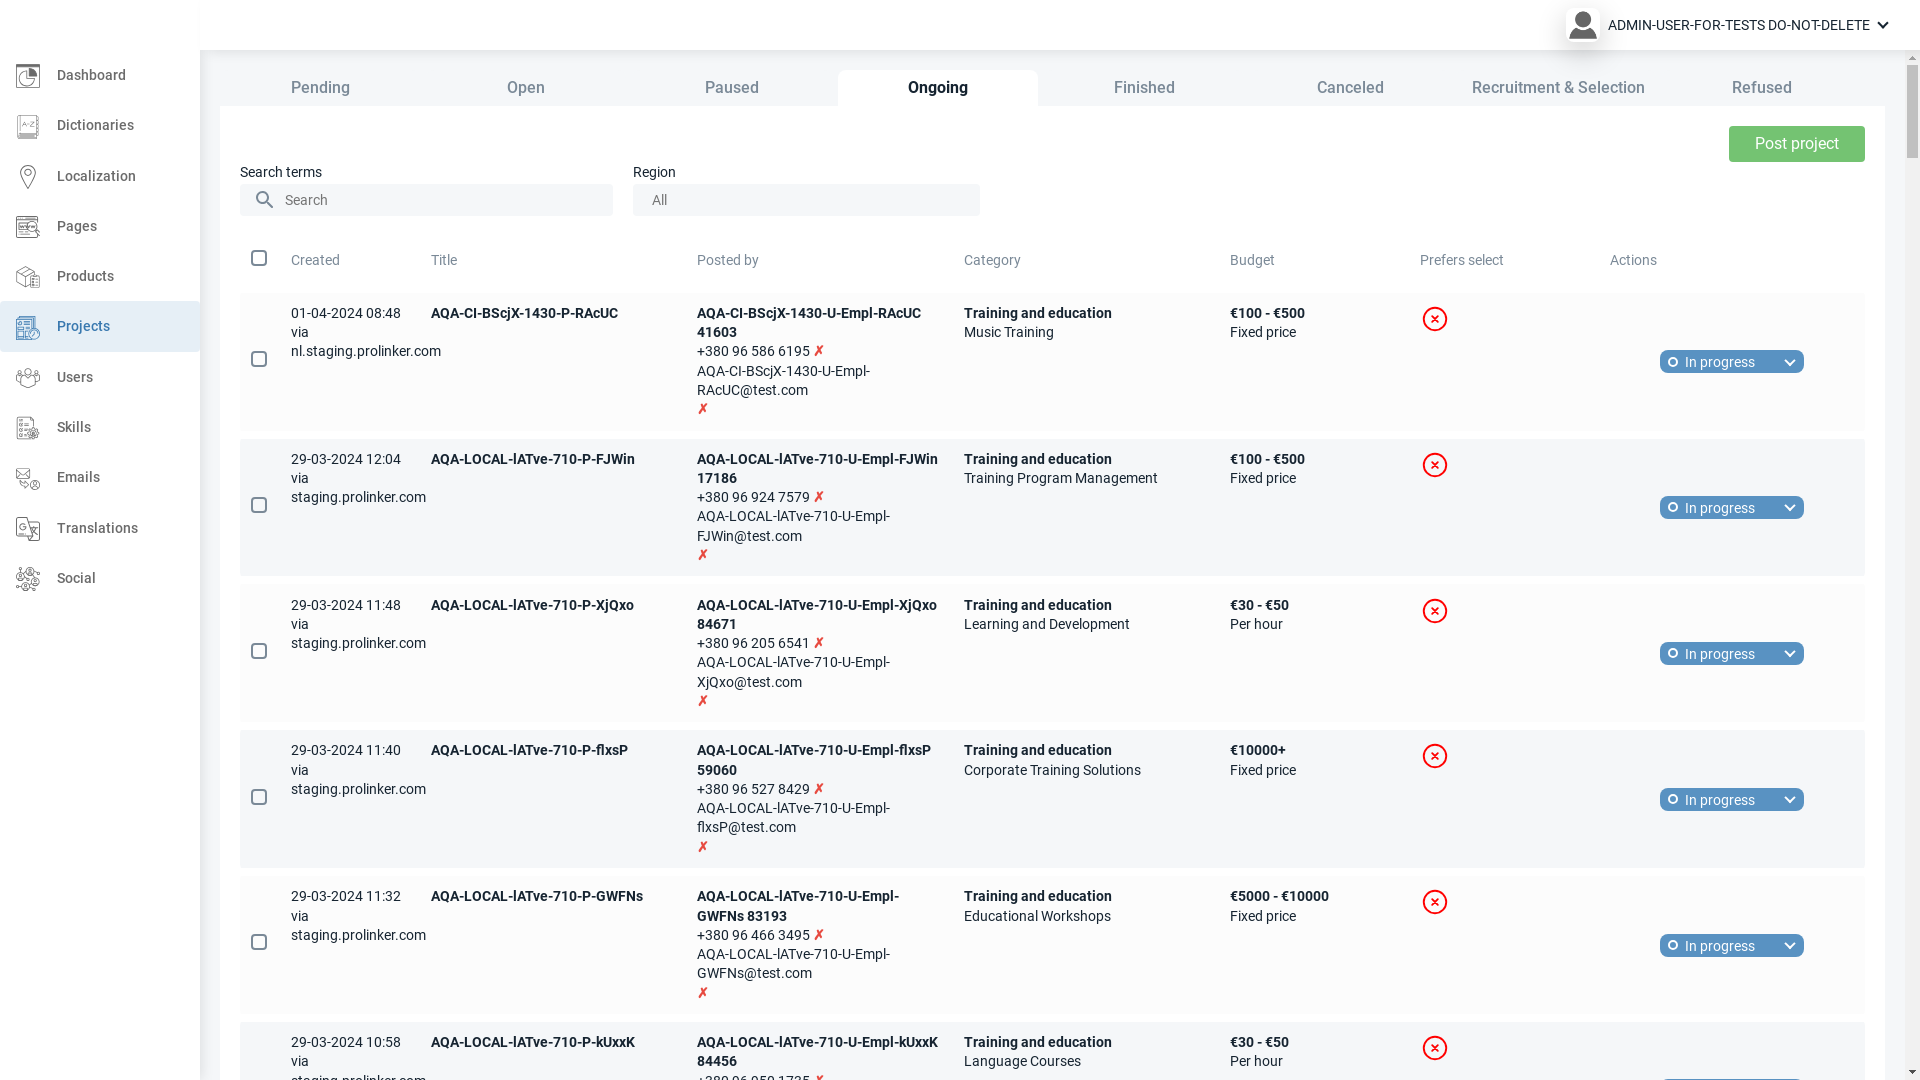 ADMIN-USER-FOR-TESTS DO-NOT-DELETE
Dashboard
Dictionaries
Localization
Pages
Products
Projects
Users
Skills
Emails
Translations
Social
Pending Open Paused Ongoing Finished Canceled Recruitment & Selection Refused
Post project
Search terms
Search
Region
All
Created Title Posted by Category Budget Prefers select Actions
01-04-2024 08:48
via
nl.staging.prolinker.com
AQA-CI-BScjX-1430-P-RAcUC
AQA-CI-BScjX-1430-U-Empl-RAcUC
41603
+380 96 586 6195 ✗
AQA-CI-BScjX-1430-U-Empl-
RAcUC@test.com
✗
Training and education
Music Training
€100 - €500
Fixed price
In progress
29-03-2024 12:04
via
staging.prolinker.com
AQA-LOCAL-lATve-710-P-FJWin
AQA-LOCAL-lATve-710-U-Empl-FJWin
17186
+380 96 924 7579 ✗
AQA-LOCAL-lATve-710-U-Empl-
FJWin@test.com
✗
Training and education
Training Program Management
€100 - €500
Fixed price
In progress
29-03-2024 11:48
via
staging.prolinker.com
AQA-LOCAL-lATve-710-P-XjQxo
AQA-LOCAL-lATve-710-U-Empl-XjQxo
84671
+380 96 205 6541 ✗
AQA-LOCAL-lATve-710-U-Empl-
XjQxo@test.com
✗
Training and education
Learning and Development
€30 - €50
Per hour
In progress
29-03-2024 11:40
via
staging.prolinker.com
AQA-LOCAL-lATve-710-P-flxsP
AQA-LOCAL-lATve-710-U-Empl-flxsP
59060
+380 96 527 8429 ✗
AQA-LOCAL-lATve-710-U-Empl-
flxsP@test.com
✗
Training and education
Corporate Training Solutions
€10000+
Fixed price
In progress
29-03-2024 11:32
via
staging.prolinker.com
AQA-LOCAL-lATve-710-P-GWFNs
AQA-LOCAL-lATve-710-U-Empl-
GWFNs 83193
+380 96 466 3495 ✗
AQA-LOCAL-lATve-710-U-Empl-
GWFNs@test.com
✗
Training and education
Educational Workshops
€5000 - €10000
Fixed price
In progress
29-03-2024 10:58
via
staging.prolinker.com
AQA-LOCAL-lATve-710-P-kUxxK
AQA-LOCAL-lATve-710-U-Empl-kUxxK
84456
Training and education
Language Courses
€30 - €50
Per hour